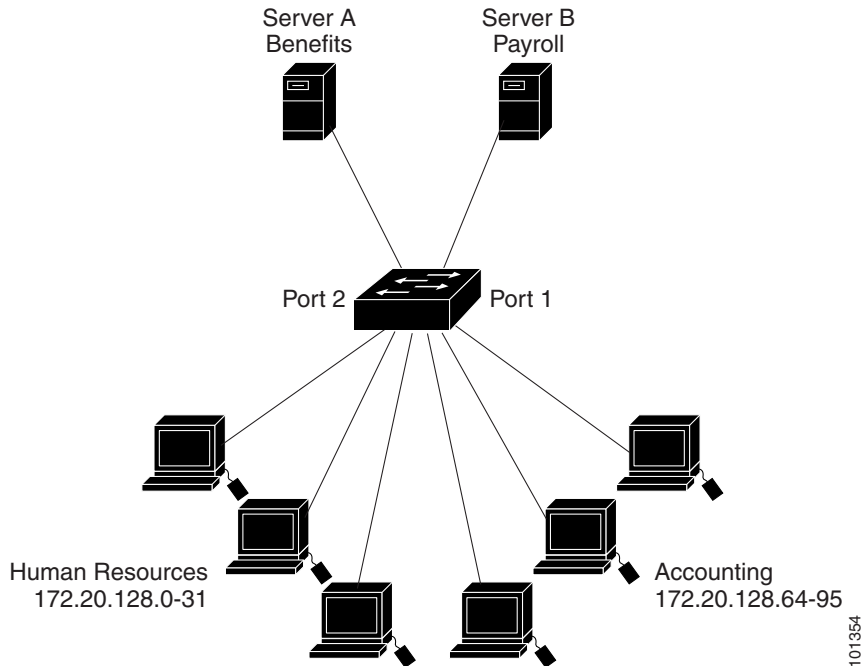 Server A
Benefits
Server B
Payroll
Port 2
Port 1
Human Resources
172.20.128.0-31
Accounting
172.20.128.64-95
101354